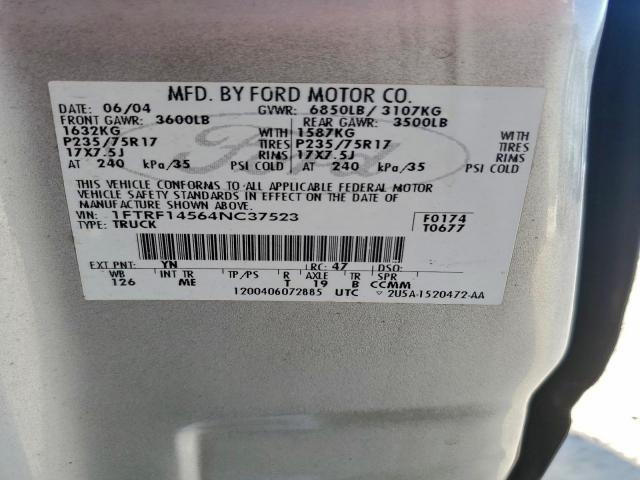 MFD. BY FORD MOTOR CO.
DATE: 06/04 GVWR: 6850LB/ 3107KG
FRONT GAWR: 3600LB REAR GAWR: 3500LB
1632KG WITH 1587KG WITH
P235/75R17 TIRES P235/75R17 TIRES
17X7.5J RIMS 17X7.5J RIMS
AT 240 kPa/35 PSI COLD AT 240 kPa/35 PSI COLD
THIS VEHICLE CONFORMS TO ALL APPLICABLE FEDERAL MOTOR
VEHICLE SAFETY STANDARDS IN EFFECT ON THE DATE OF
MANUFACTURE SHOWN ABOVE.
VIN: 1FTRF14564NC37523 F0174
TYPE: TRUCK T0677
EXT PNT: YN RC: 47 DSO:
WB INT TR TP/PS R AXLE TR SPR
126 ME T 19 B CCMM
1200406072885 UTC ▽ 2U5A-1520472-AA
Ford